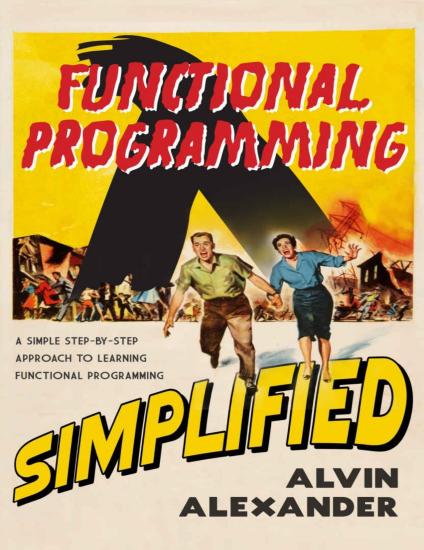 FUNCTIONAL
PROGRAMMING
A SIMPLE STEP-BY-STEP
APPROACH TO LEARNING
FUNCTIONAL PROGRAMMING
SIMPLIFIED
ALVIN
ALEXANDER